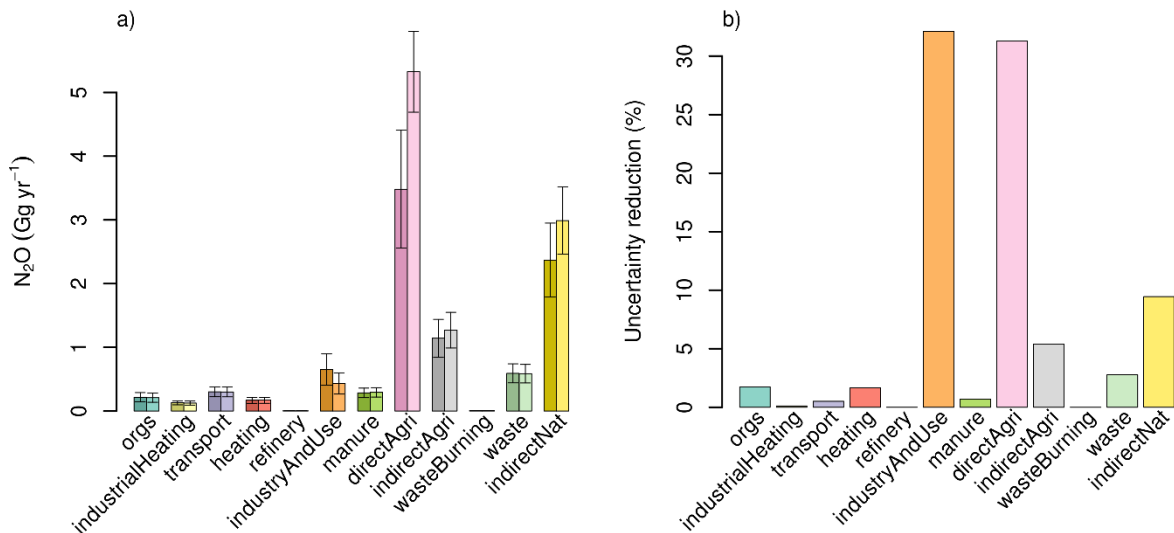 a)
N₂O (Gg yr⁻¹)
5
4
3
2
1
0
orgs
industrialHeating
transport
heating
refinery
industryAndUse
manure
directAgri
indirectAgri
wasteBurning
waste
indirectNat
b)
Uncertainty reduction (%)
30
25
20
15
10
5
0
orgs
industrialHeating
transport
heating
refinery
industryAndUse
manure
directAgri
indirectAgri
wasteBurning
waste
indirectNat